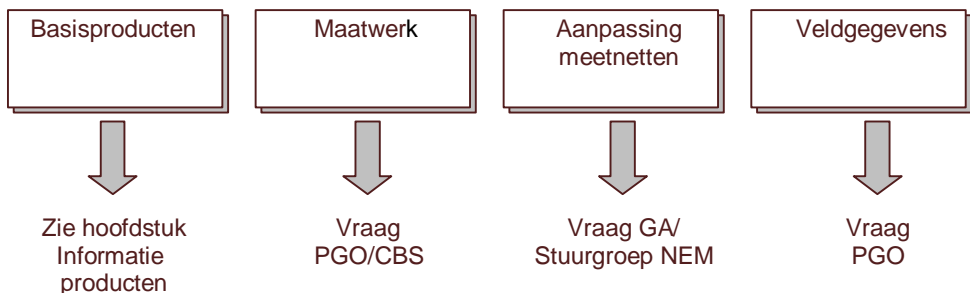 Basisproducten
Maatwerk
Aanpassing
meetnetten
Veldgegevens
Zie hoofdstuk
Informatie
producten
Vraag
PGO/CBS
Vraag GA/
Stuurgroep NEM
Vraag
PGO